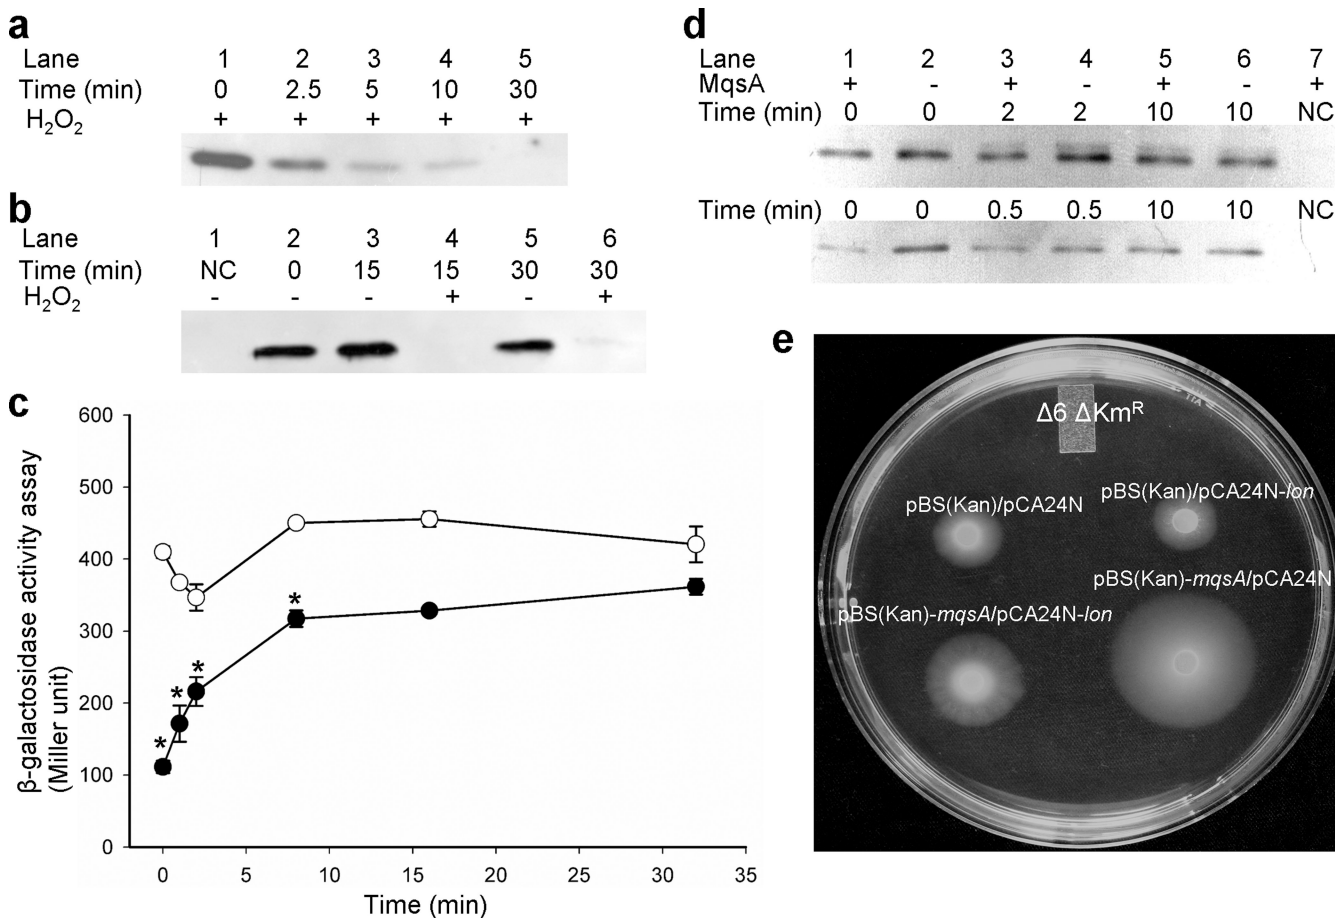 a
Lane 1 2 3 4 5
Time (min) 0 2.5 5 10 30
H₂O₂ + + + + +
b
Lane 1 2 3 4 5 6
Time (min) NC 0 15 15 30 30
H₂O₂ - - - + - +
c
β-galactosidase activity assay
(Miller unit)
600
500
400
300
200
100
0
* * * *
0 5 10 15 20 25 30 35
Time (min)
d
Lane 1 2 3 4 5 6 7
MqsA + - + - + - +
Time (min) 0 0 2 2 10 10 NC
Time (min) 0 0 0.5 0.5 10 10 NC
e
Δ6 ΔKmᴿ
pBS(Kan)/pCA24N
pBS(Kan)/pCA24N-lon
pBS(Kan)-mqsA/pCA24N
pBS(Kan)-mqsA/pCA24N-lon